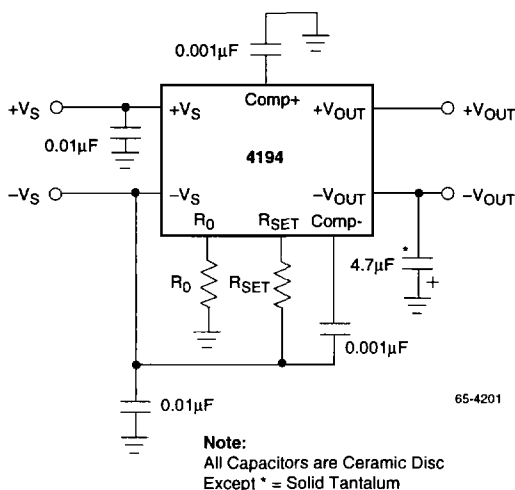 0.001µF
Comp+
+VS
+VS
+VOUT
+VOUT
0.01µF
4194
−VS
−VS
−VOUT
−VOUT
R0
RSET
Comp-
R0
RSET
4.7µF
*
+
0.001µF
0.01µF
65-4201
Note:
All Capacitors are Ceramic Disc
Except * = Solid Tantalum